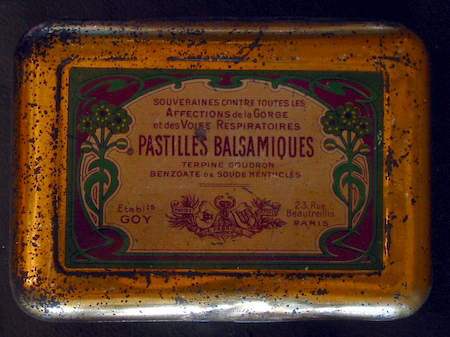 SOUVERAINES CONTRE TOUTES LES
AFFECTIONS de la GORGE
et des VOIES RESPIRATOIRES
PASTILLES BALSAMIQUES
TERPINE GOUDRON
BENZOATE DE SOUDE MENTHOLÉS
Etablts
GOY
23, Rue
Beautreillis
PARIS